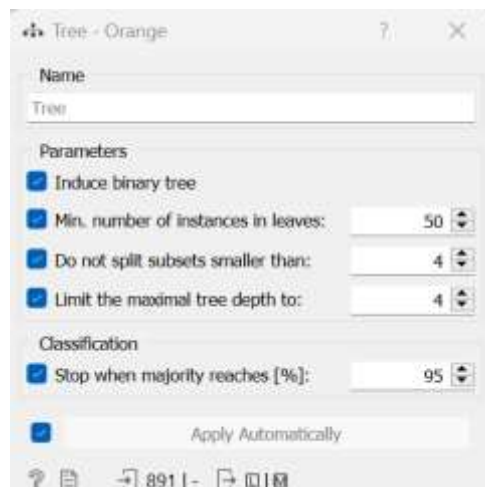 Tree - Orange ? ×
Name
Tree
Parameters
Induce binary tree
Min. number of instances in leaves: 50
Do not split subsets smaller than: 4
Limit the maximal tree depth to: 4
Classification
Stop when majority reaches [%]: 95
Apply Automatically
? 891 | - L | M